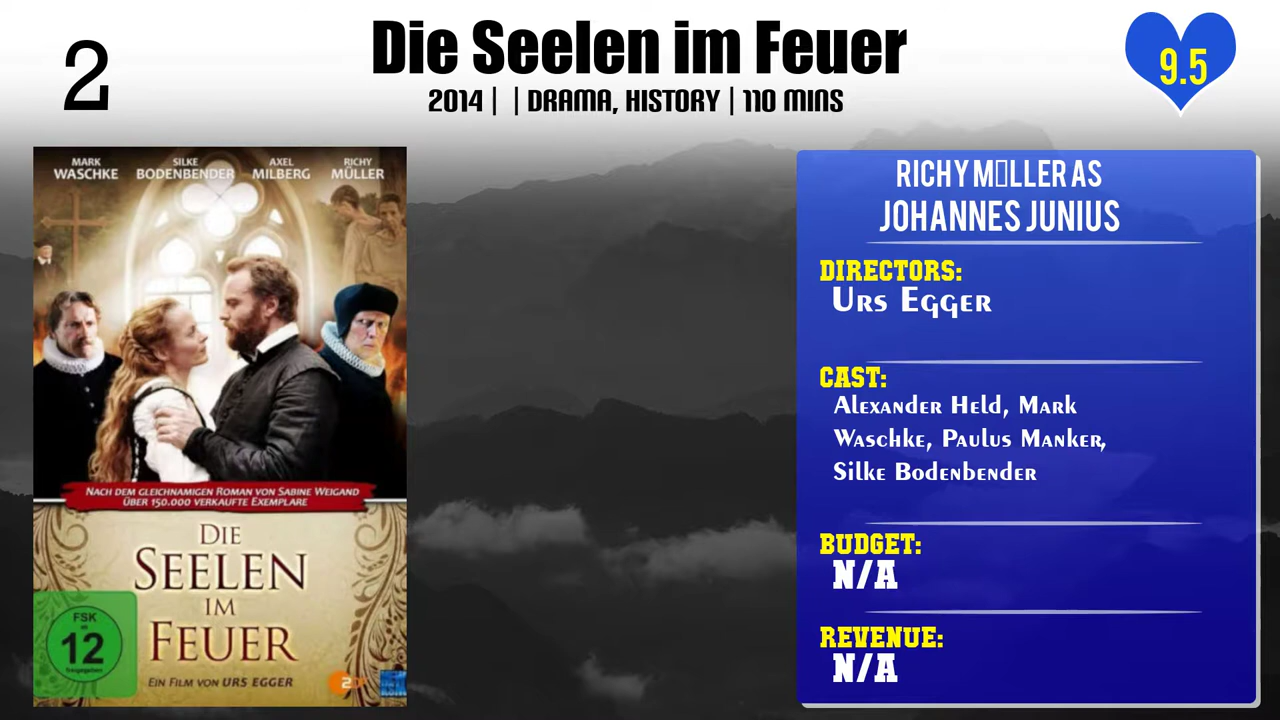 2
Die Seelen im Feuer
2014 | | DRAMA, HISTORY | 110 MINS
9.5
MARK WASCHKE
SILKE BODENBENDER
AXEL MILBERG
RICHY MÜLLER
NACH DEM GLEICHNAMIGEN ROMAN VON SABINE WEIGAND
ÜBER 150.000 VERKAUFTE EXEMPLARE
DIE
SEELEN
IM
FEUER
EIN FILM VON URS EGGER
FSK
ab
12
freigegeben
RICHY M▯LLER AS
JOHANNES JUNIUS
DIRECTORS:
URS EGGER
CAST:
ALEXANDER HELD, MARK
WASCHKE, PAULUS MANKER,
SILKE BODENBENDER
BUDGET:
N/A
REVENUE:
N/A